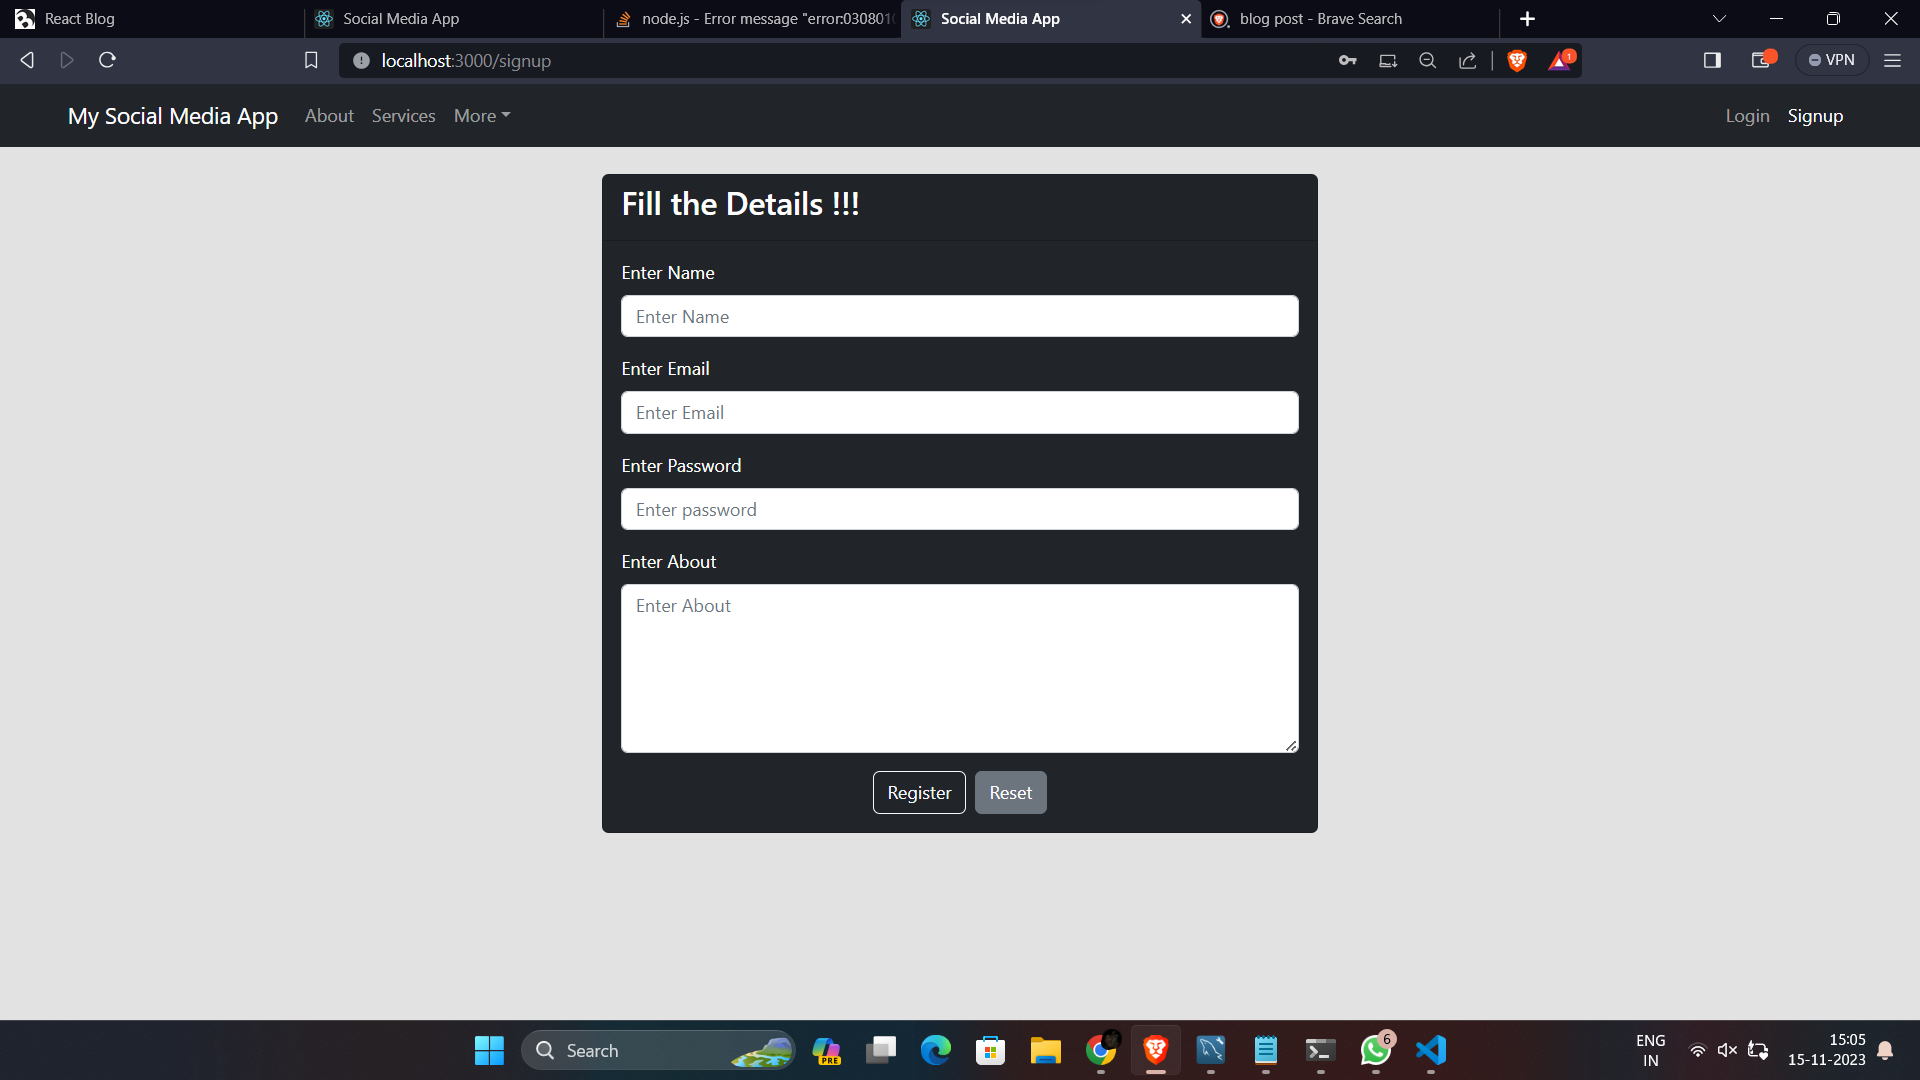 React Blog
Social Media App
node.js - Error message "error:030801
Social Media App
blog post - Brave Search
localhost:3000/signup
1
VPN
My Social Media App
About
Services
More
Login
Signup
Fill the Details !!!
Enter Name
Enter Name
Enter Email
Enter Email
Enter Password
Enter password
Enter About
Enter About
Register
Reset
Search
PRE
6
ENG
IN
15:05
15-11-2023